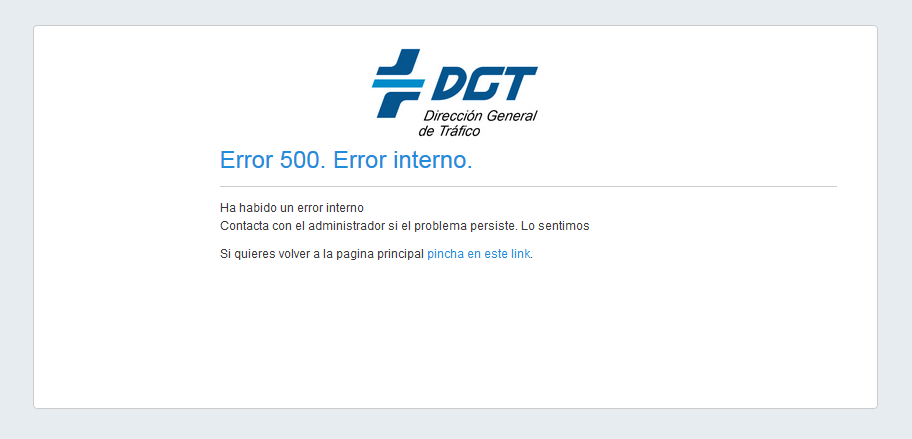 DGT
Dirección General
de Tráfico
Error 500. Error interno.
Ha habido un error interno
Contacta con el administrador si el problema persiste. Lo sentimos
Si quieres volver a la pagina principal pincha en este link.